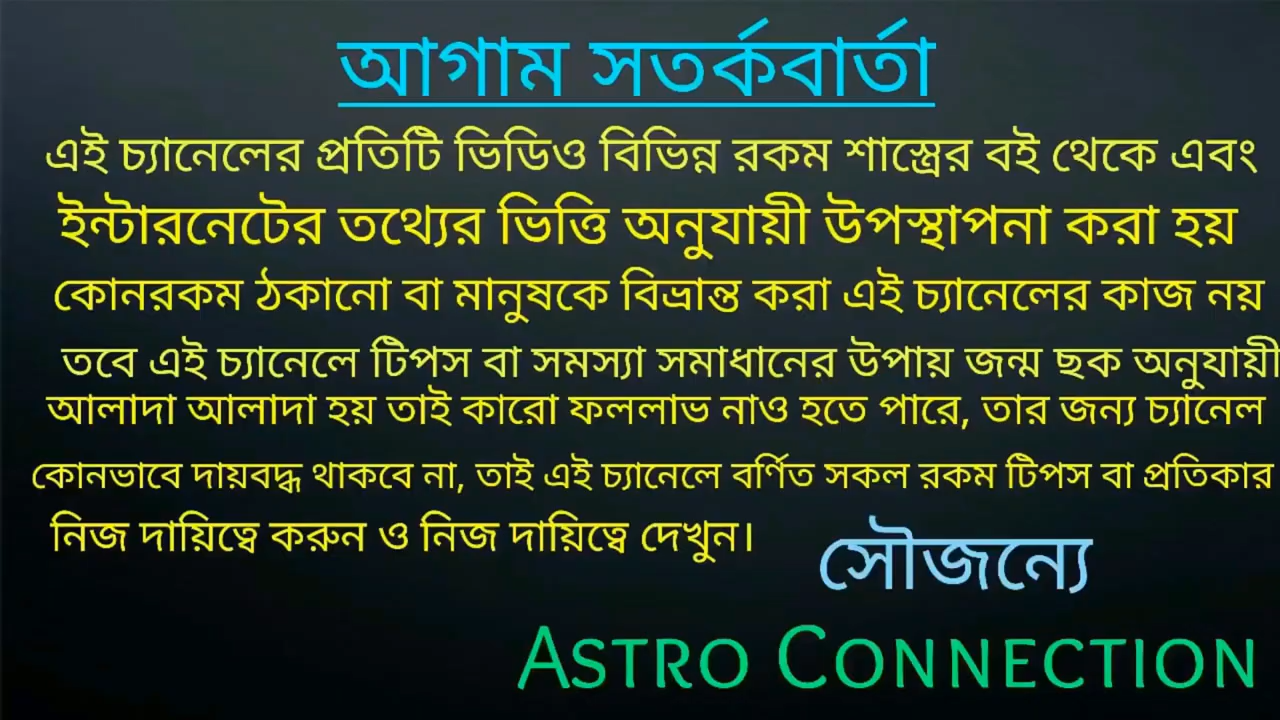 আগাম সতর্কবার্তা
এই চ্যানেলের প্রতিটি ভিডিও বিভিন্ন রকম শাস্ত্রের বই থেকে এবং
ইন্টারনেটের তথ্যের ভিত্তি অনুযায়ী উপস্থাপনা করা হয়
কোনরকম ঠকানো বা মানুষকে বিভ্রান্ত করা এই চ্যানেলের কাজ নয়
তবে এই চ্যানেলে টিপস বা সমস্যা সমাধানের উপায় জন্ম ছক অনুযায়ী
আলাদা আলাদা হয় তাই কারো ফললাভ নাও হতে পারে, তার জন্য চ্যানেল
কোনভাবে দায়বদ্ধ থাকবে না, তাই এই চ্যানেলে বর্ণিত সকল রকম টিপস বা প্রতিকার
নিজ দায়িত্বে করুন ও নিজ দায়িত্বে দেখুন।
সৌজন্যে
ASTRO CONNECTION